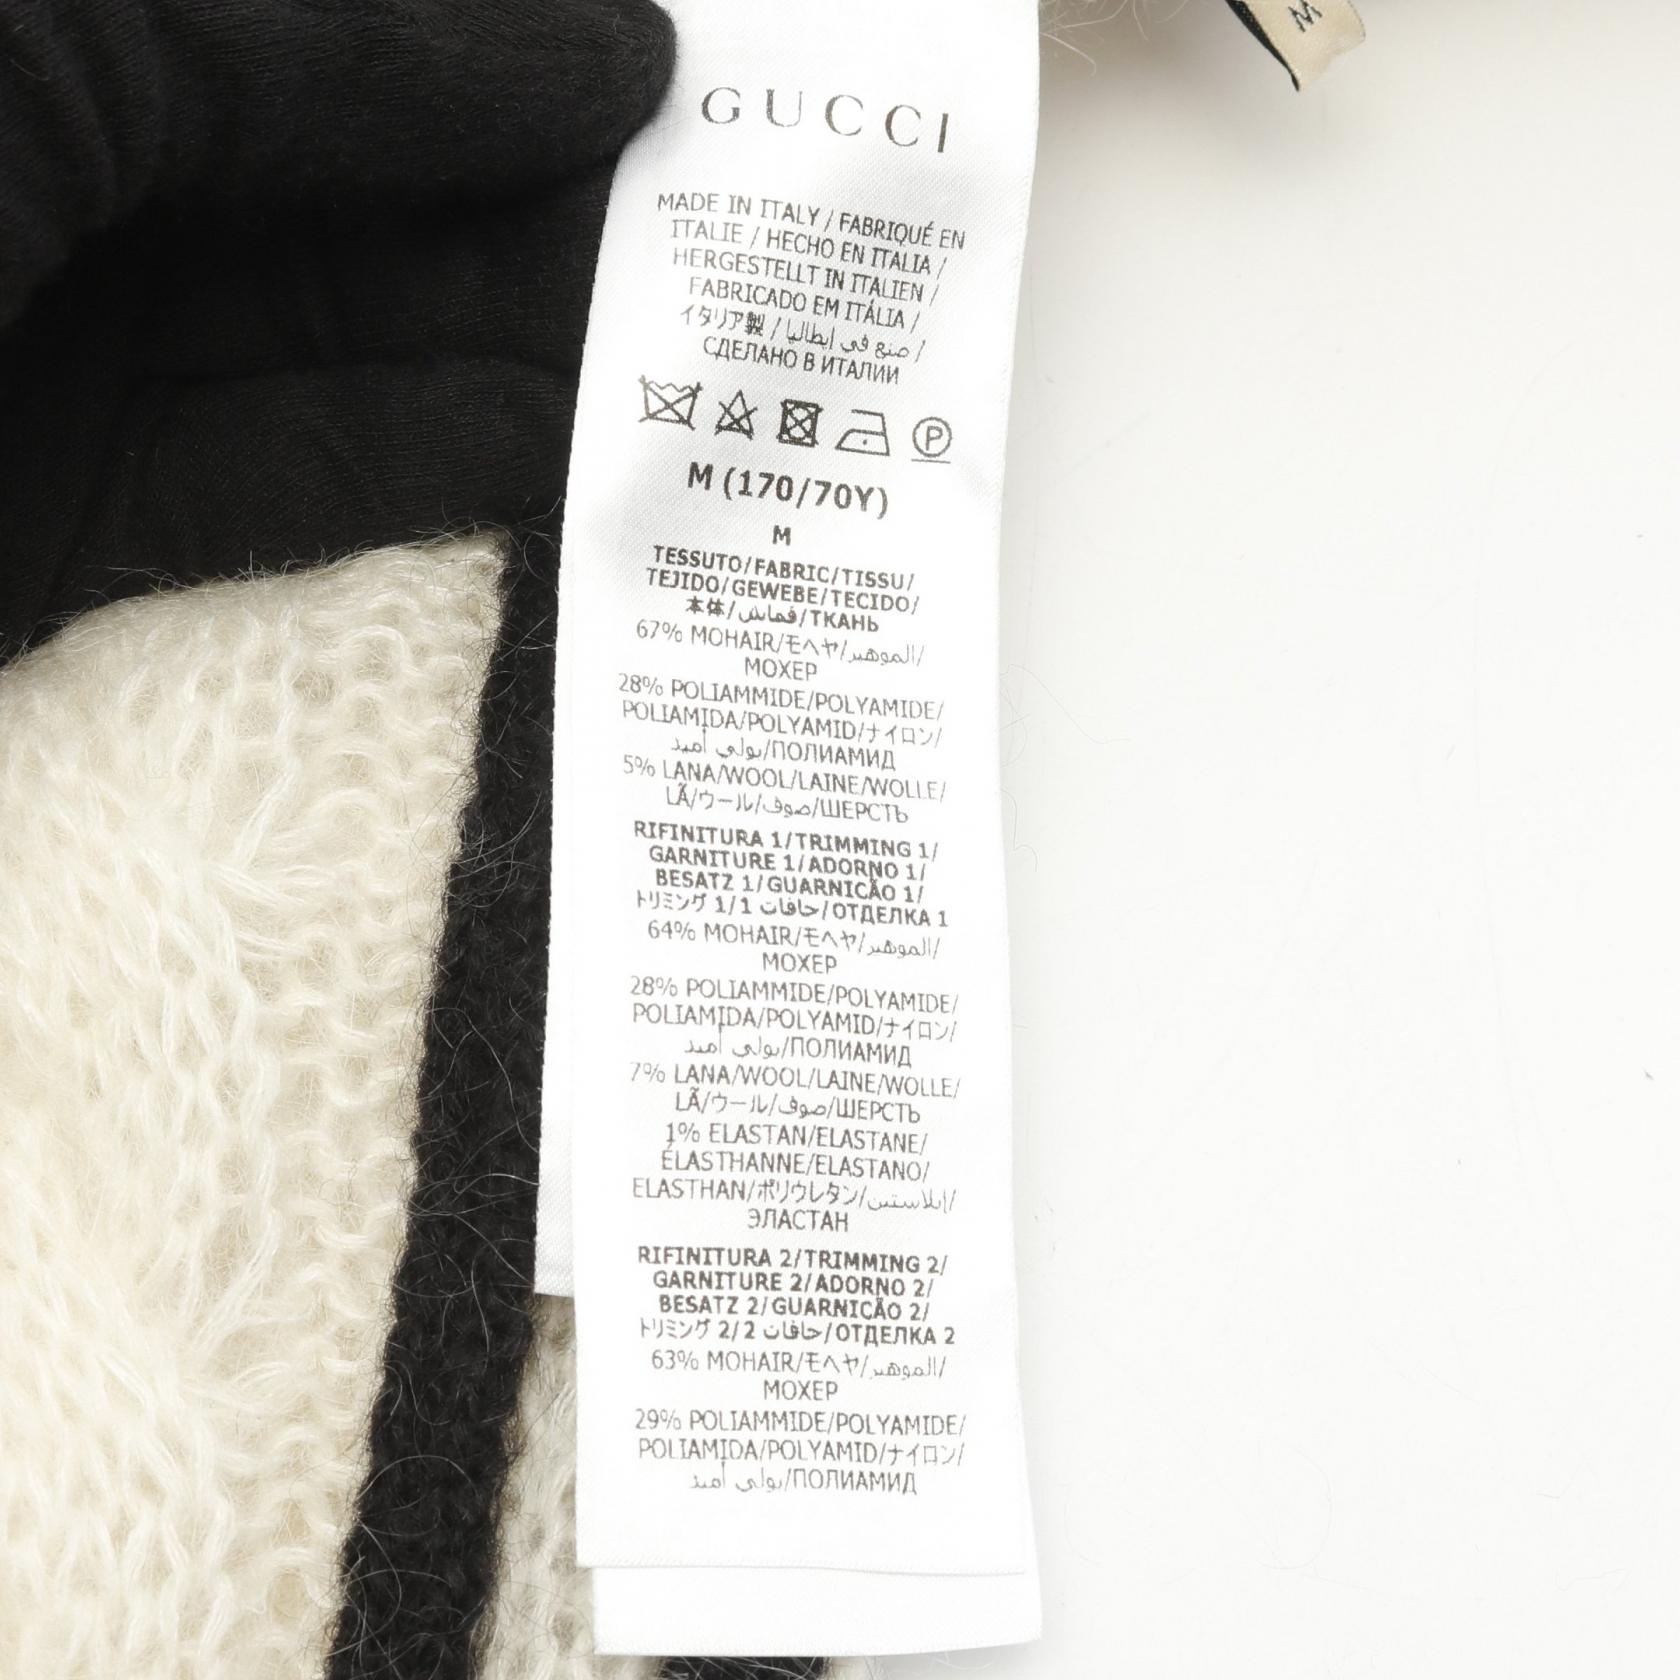 M
GUCCI
MADE IN ITALY / FABRIQUÉ EN
ITALIE / HECHO EN ITALIA /
HERGESTELLT IN ITALIEN /
FABRICADO EM ITÁLIA /
イタリア製 / صنع في إيطاليا /
СДЕЛАНО В ИТАЛИИ
P
M (170/70Y)
M
TESSUTO/FABRIC/TISSU/
TEJIDO/GEWEBE/TECIDO/
本体/قماش/ТКАНЬ
67% MOHAIR/モヘヤ/الموهير/
МОХЕР
28% POLIAMMIDE/POLYAMIDE/
POLIAMIDA/POLYAMID/ナイロン/
بولي أميد/ПОЛИАМИД
5% LANA/WOOL/LAINE/WOLLE/
LÃ/ウール/صوف/ШЕРСТЬ
RIFINITURA 1/TRIMMING 1/
GARNITURE 1/ADORNO 1/
BESATZ 1/GUARNICÃO 1/
トリミング 1/حافات 1/ОТДЕЛКА 1
64% MOHAIR/モヘヤ/الموهير/
МОХЕР
28% POLIAMMIDE/POLYAMIDE/
POLIAMIDA/POLYAMID/ナイロン/
بولي أميد/ПОЛИАМИД
7% LANA/WOOL/LAINE/WOLLE/
LÃ/ウール/صوف/ШЕРСТЬ
1% ELASTAN/ELASTANE/
ÉLASTHANNE/ELASTANO/
ELASTHAN/ポリウレタン/إيلاستين/
ЭЛАСТАН
RIFINITURA 2/TRIMMING 2/
GARNITURE 2/ADORNO 2/
BESATZ 2/GUARNICÃO 2/
トリミング 2/حافات 2/ОТДЕЛКА 2
63% MOHAIR/モヘヤ/الموهير/
МОХЕР
29% POLIAMMIDE/POLYAMIDE/
POLIAMIDA/POLYAMID/ナイロン/
بولي أميد/ПОЛИАМИД